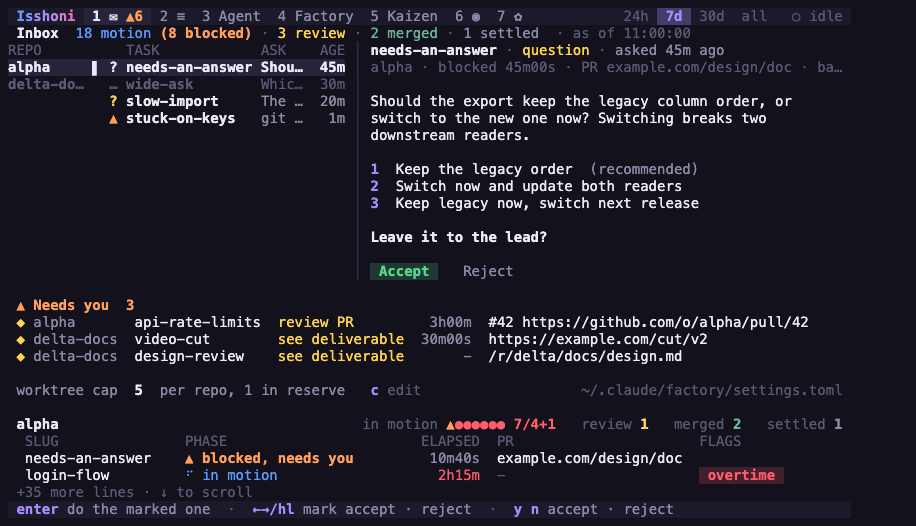 Isshoni 1 ✉ ▲6 2 ≡ 3 Agent 4 Factory 5 Kaizen 6 ◉ 7 ✿ 24h 7d 30d all ○ idle
Inbox 18 motion (8 blocked) · 3 review · 2 merged · 1 settled · as of 11:00:00
REPO TASK ASK AGE
alpha ? needs-an-answer Shou… 45m
delta-do… … wide-ask Whic… 30m
? slow-import The … 20m
▲ stuck-on-keys git … 1m
needs-an-answer · question · asked 45m ago
alpha · blocked 45m00s · PR example.com/design/doc · ba…
Should the export keep the legacy column order, or
switch to the new one now? Switching breaks two
downstream readers.
1 Keep the legacy order (recommended)
2 Switch now and update both readers
3 Keep legacy now, switch next release
Leave it to the lead?
Accept Reject
▲ Needs you 3
◆ alpha api-rate-limits review PR 3h00m #42 https://github.com/o/alpha/pull/42
◆ delta-docs video-cut see deliverable 30m00s https://example.com/cut/v2
◆ delta-docs design-review see deliverable – /r/delta/docs/design.md
worktree cap 5 per repo, 1 in reserve c edit ~/.claude/factory/settings.toml
alpha in motion ▲●●●●●● 7/4+1 review 1 merged 2 settled 1
SLUG PHASE ELAPSED PR FLAGS
needs-an-answer ▲ blocked, needs you 10m40s example.com/design/doc
login-flow in motion 2h15m – overtime
+35 more lines · ↓ to scroll
enter do the marked one · ←→/hl mark accept · reject · y n accept · reject